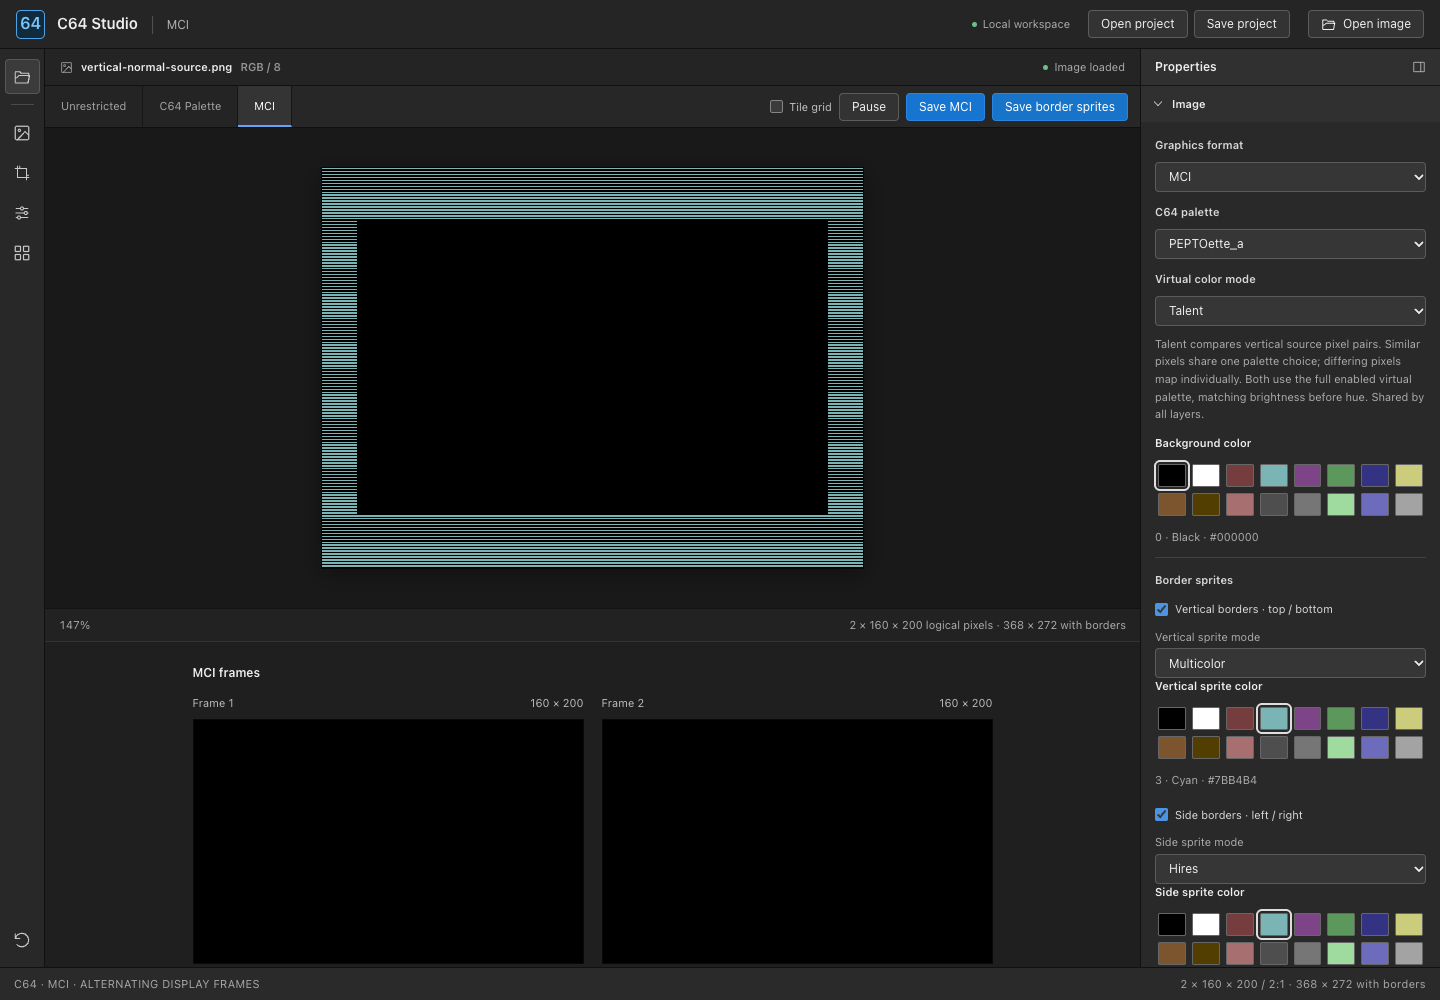 64 C64 Studio MCI
Local workspace Open project Save project Open image
vertical-normal-source.png RGB / 8 Image loaded
Unrestricted C64 Palette MCI
Tile grid Pause Save MCI Save border sprites
147% 2 × 160 × 200 logical pixels · 368 × 272 with borders
MCI frames
Frame 1 160 × 200 Frame 2 160 × 200
Properties
Image
Graphics format
MCI
C64 palette
PEPTOette_a
Virtual color mode
Talent
Talent compares vertical source pixel pairs. Similar
pixels share one palette choice; differing pixels
map individually. Both use the full enabled virtual
palette, matching brightness before hue. Shared by
all layers.
Background color
0 · Black · #000000
Border sprites
Vertical borders · top / bottom
Vertical sprite mode
Multicolor
Vertical sprite color
3 · Cyan · #7BB4B4
Side borders · left / right
Side sprite mode
Hires
Side sprite color
C64 · MCI · ALTERNATING DISPLAY FRAMES 2 × 160 × 200 / 2:1 · 368 × 272 with borders